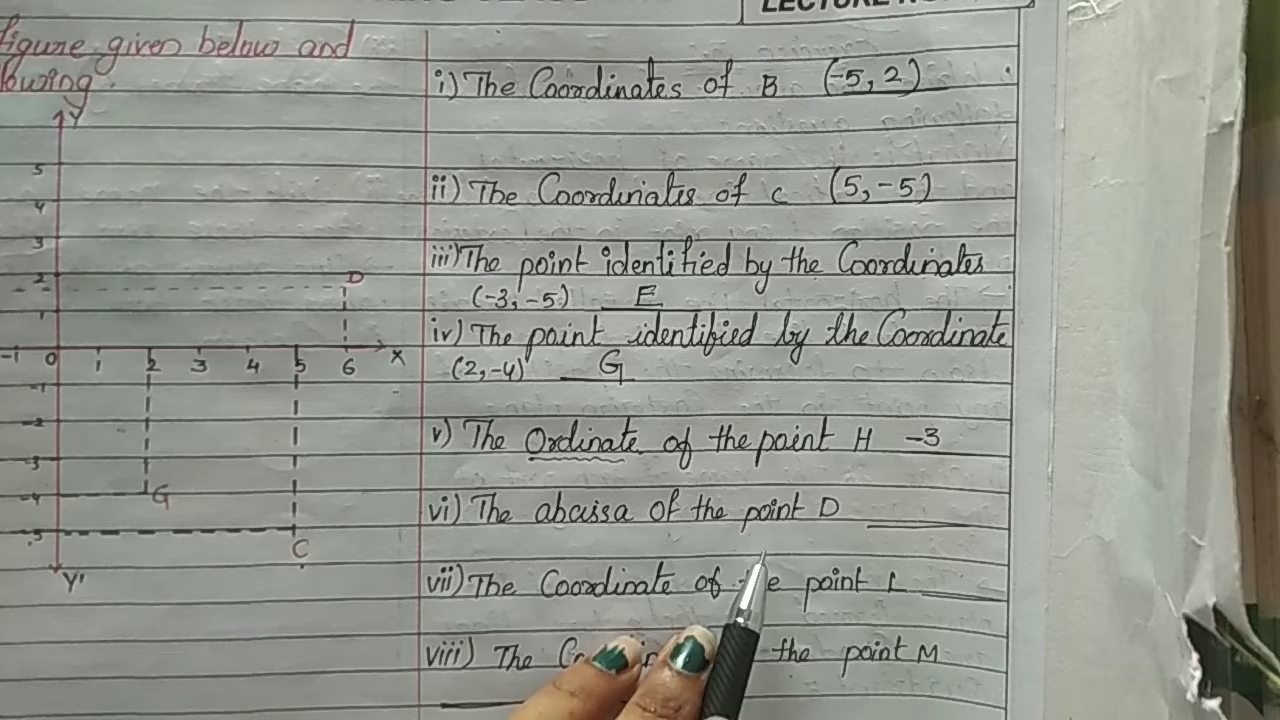 LECTURE
figure given below and
lowing.
Y
5
4
3
2
1
-1 0 1 2 3 4 5 6 X
-1
-2
-3
-4
-5
Y'
D
G
C
i) The Coordinates of B (-5, 2)
ii) The Coordinates of C (5, -5)
iii) The point identified by the Coordinates
(-3, -5) E
iv) The point identified by the Coordinate
(2, -4) G
v) The Ordinate of the point H -3
vi) The abcissa of the point D
vii) The Coordinate of the point L
viii) The the point M